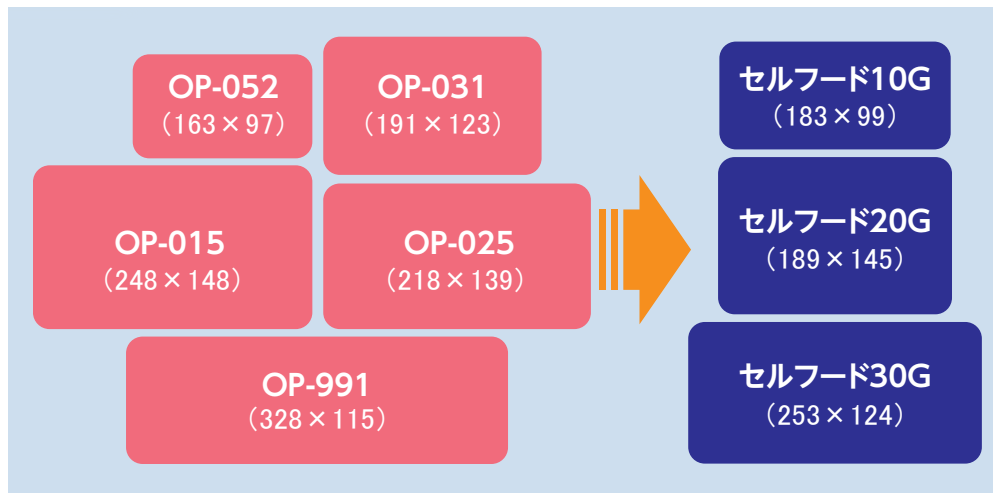 OP-052
（163×97）
OP-031
（191×123）
OP-015
（248×148）
OP-025
（218×139）
OP-991
（328×115）
セルフード10G
（183×99）
セルフード20G
（189×145）
セルフード30G
（253×124）